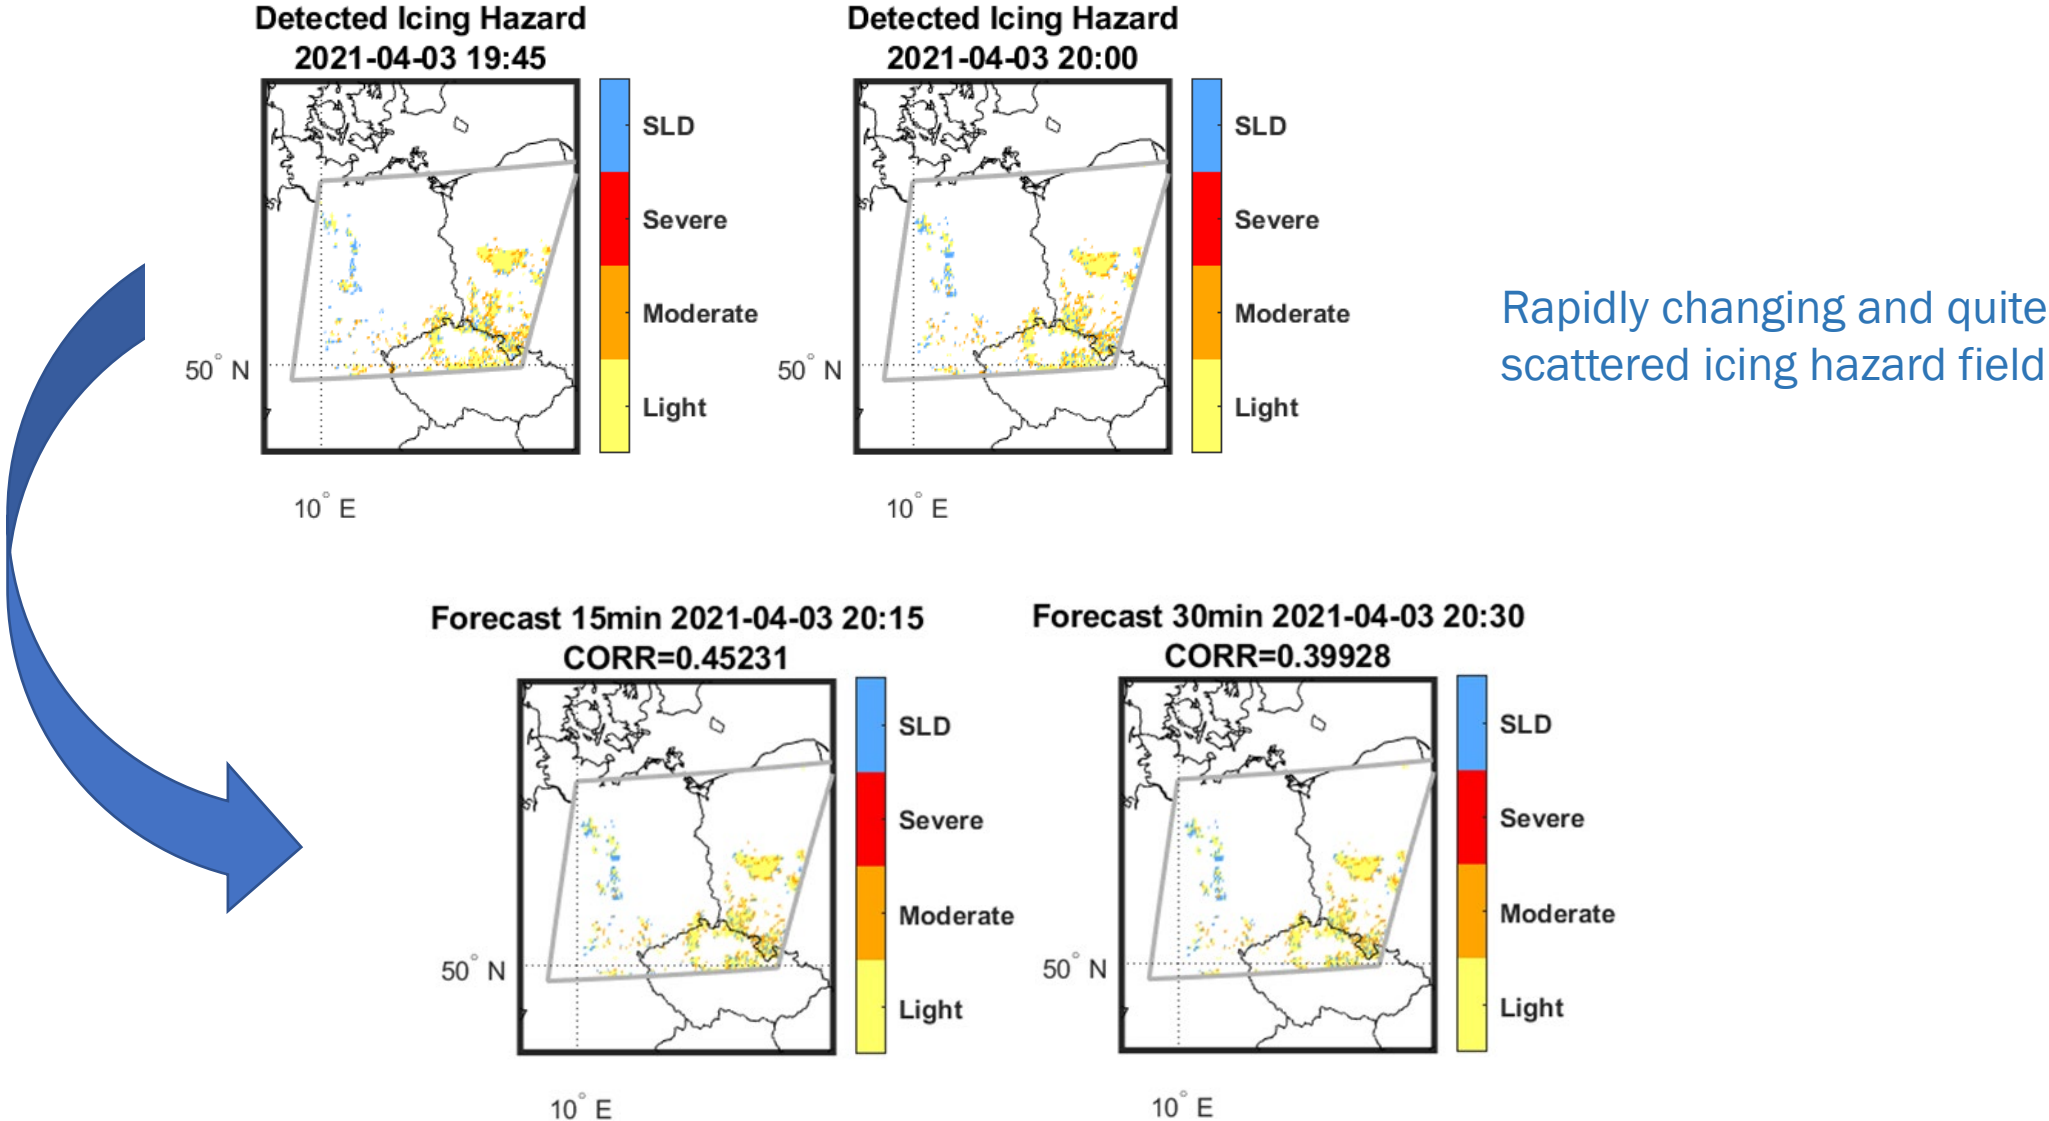 Detected Icing Hazard
2021-04-03 19:45
SLD
Severe
Moderate
Light
50° N
10° E
Detected Icing Hazard
2021-04-03 20:00
SLD
Severe
Moderate
Light
50° N
10° E
Rapidly changing and quite
scattered icing hazard field
Forecast 15min 2021-04-03 20:15
CORR=0.45231
SLD
Severe
Moderate
Light
50° N
10° E
Forecast 30min 2021-04-03 20:30
CORR=0.39928
SLD
Severe
Moderate
Light
50° N
10° E